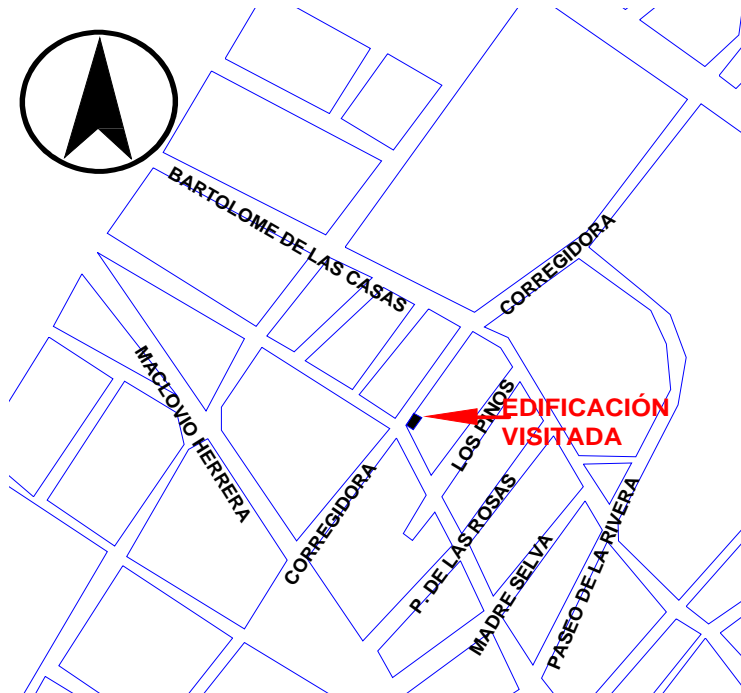 BARTOLOME DE LAS CASAS
CORREGIDORA
MACLOVIO HERRERA
EDIFICACIÓN
VISITADA
LOS PINOS
CORREGIDORA
P. DE LAS ROSAS
MADRE SELVA
PASEO DE LA RIVERA